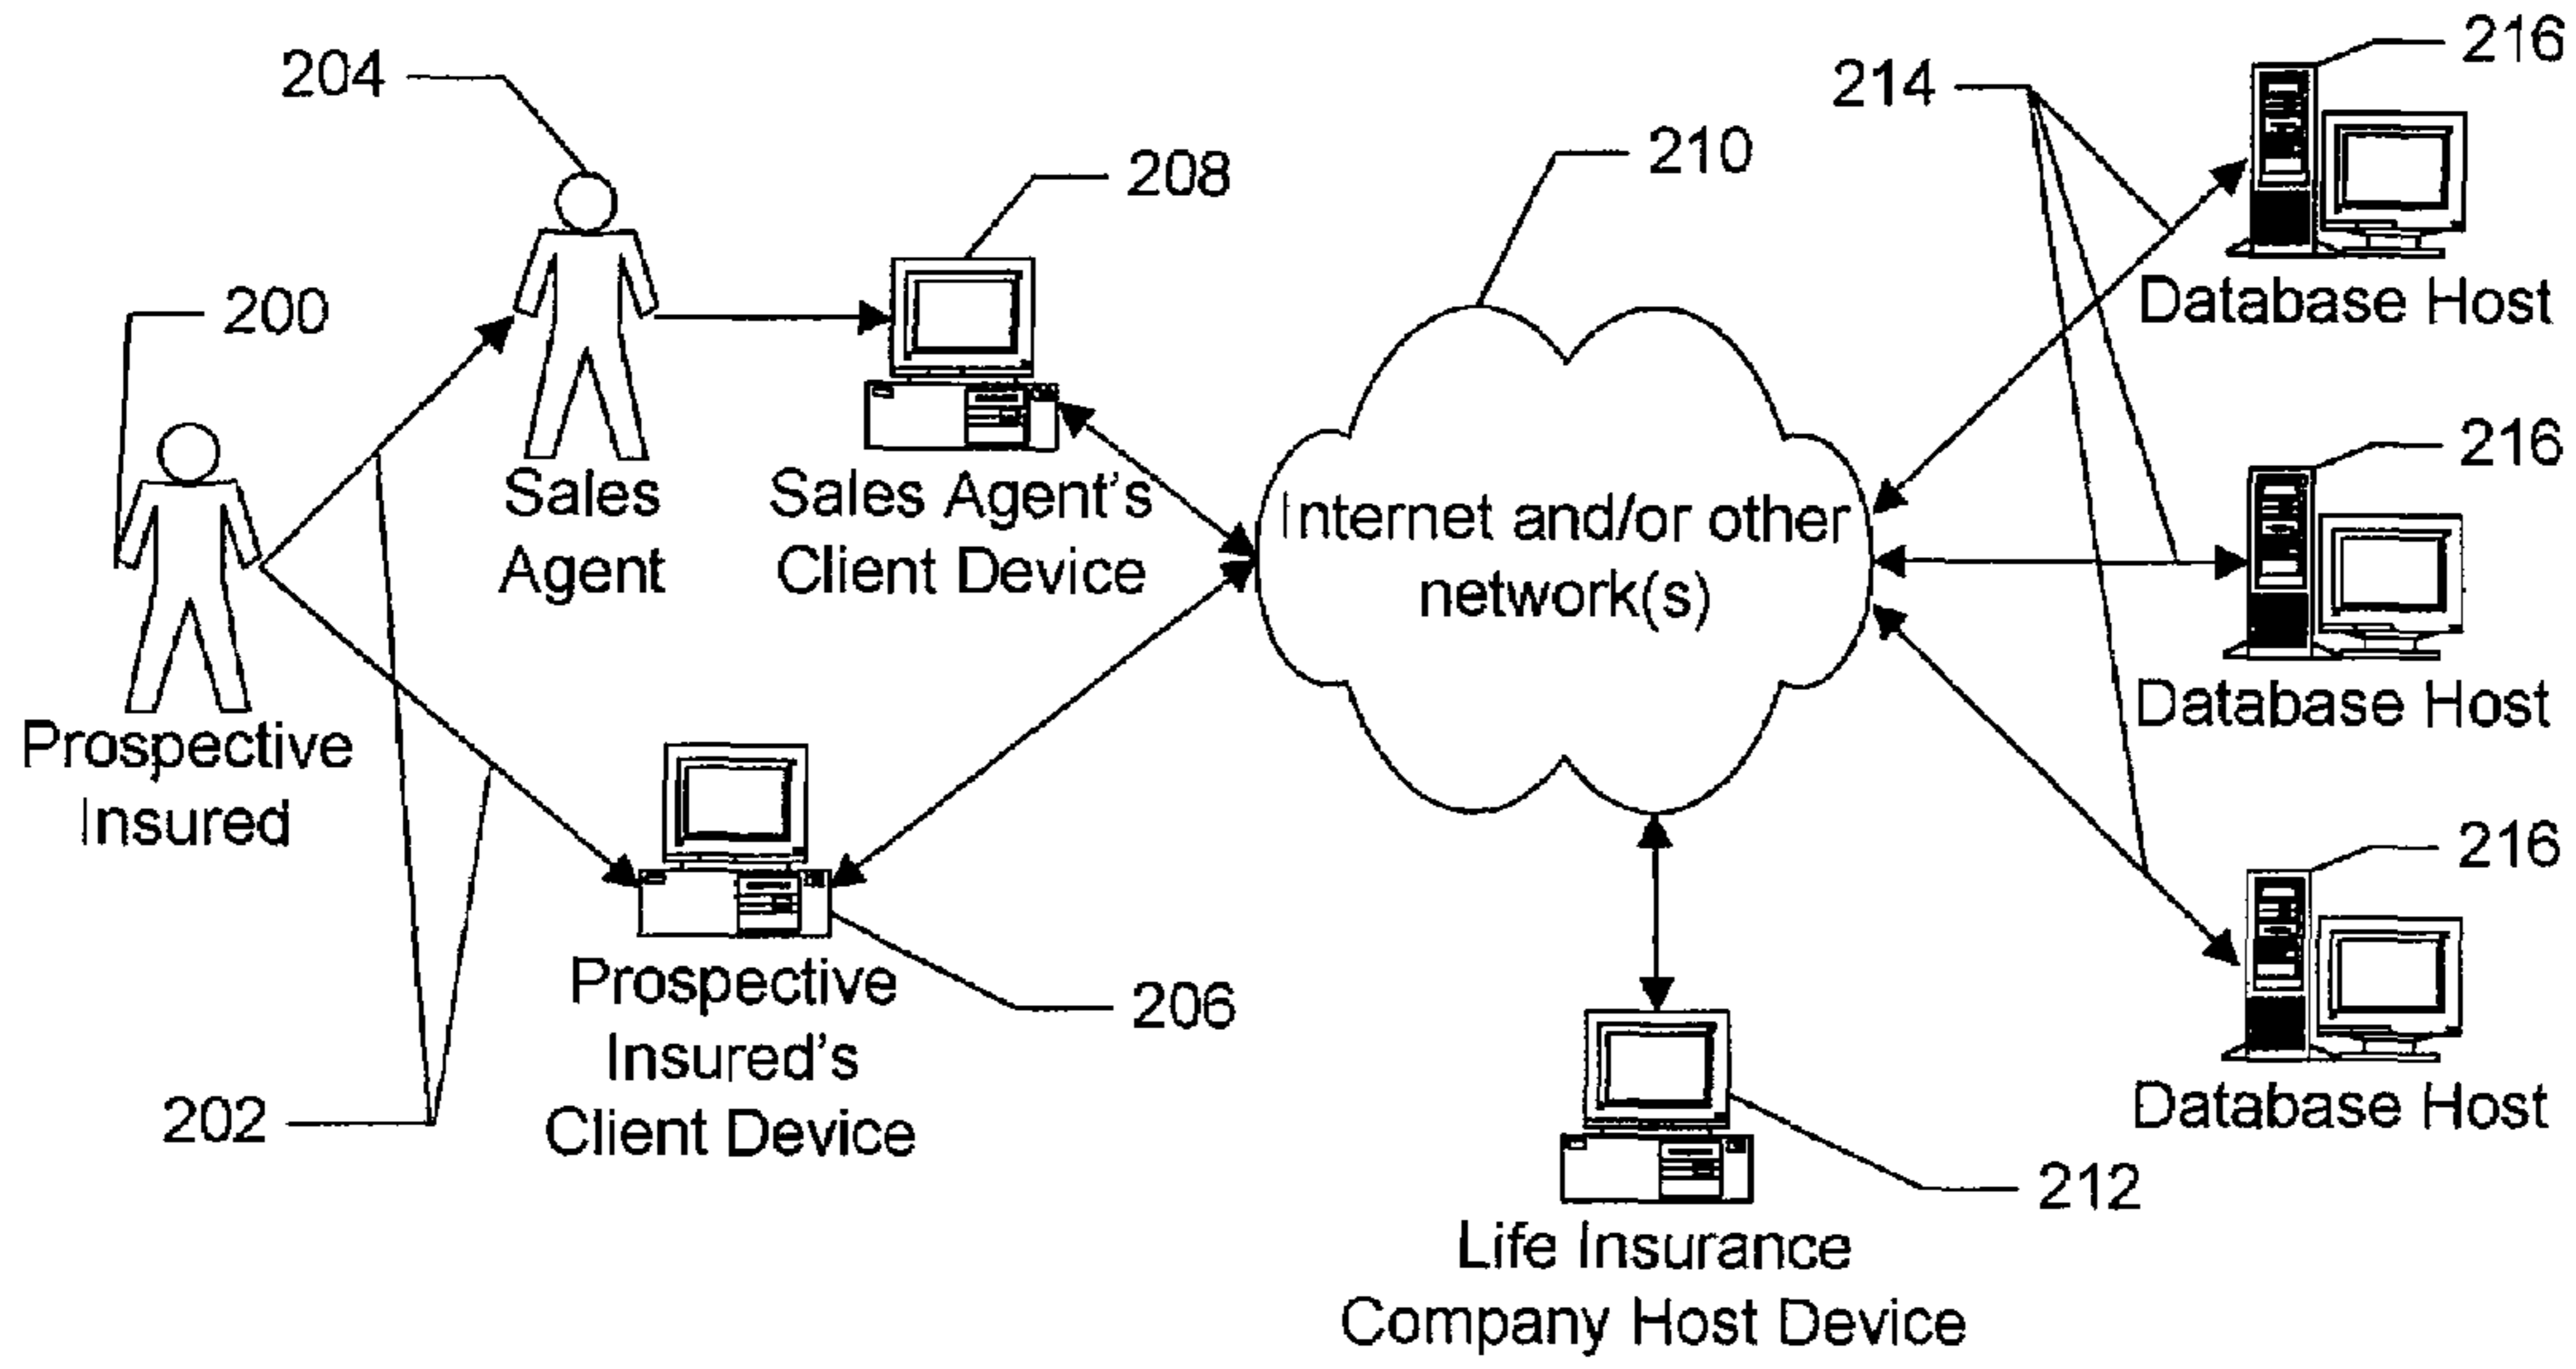 204
216
214
210
208
200
Database Host
Sales
Agent
Sales Agent's
Client Device
Internet and/or other
network(s)
216
Database Host
Prospective
Insured
216
Prospective
Insured's
Client Device
206
202
Database Host
212
Life Insurance
Company Host Device